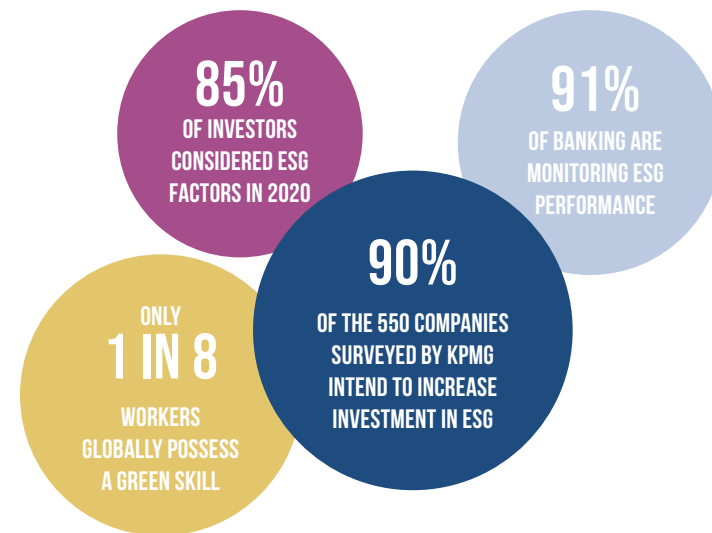 85%
OF INVESTORS
CONSIDERED ESG
FACTORS IN 2020
91%
OF BANKING ARE
MONITORING ESG
PERFORMANCE
90%
OF THE 550 COMPANIES
SURVEYED BY KPMG
INTEND TO INCREASE
INVESTMENT IN ESG
ONLY
1 IN 8
WORKERS
GLOBALLY POSSESS
A GREEN SKILL